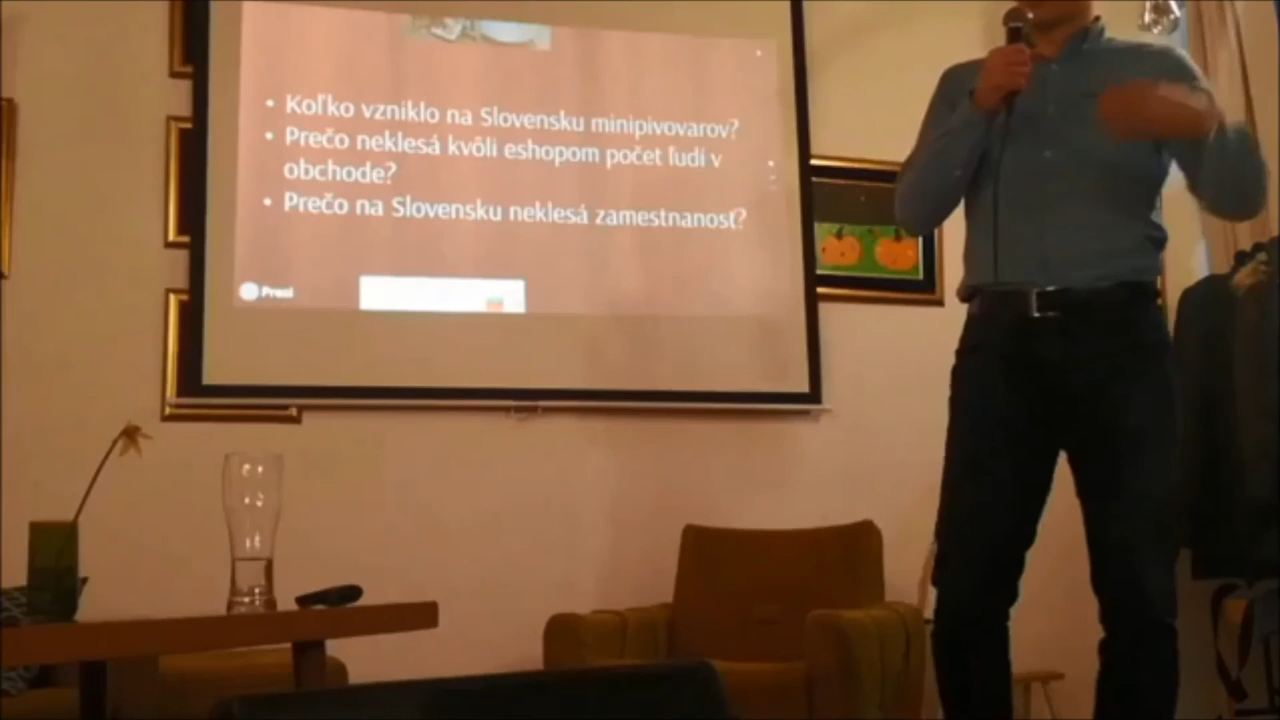 • Koľko vzniklo na Slovensku minipivovarov?
• Prečo neklesá kvôli eshopom počet ľudí v
obchode?
• Prečo na Slovensku neklesá zamestnanosť?
Prezi